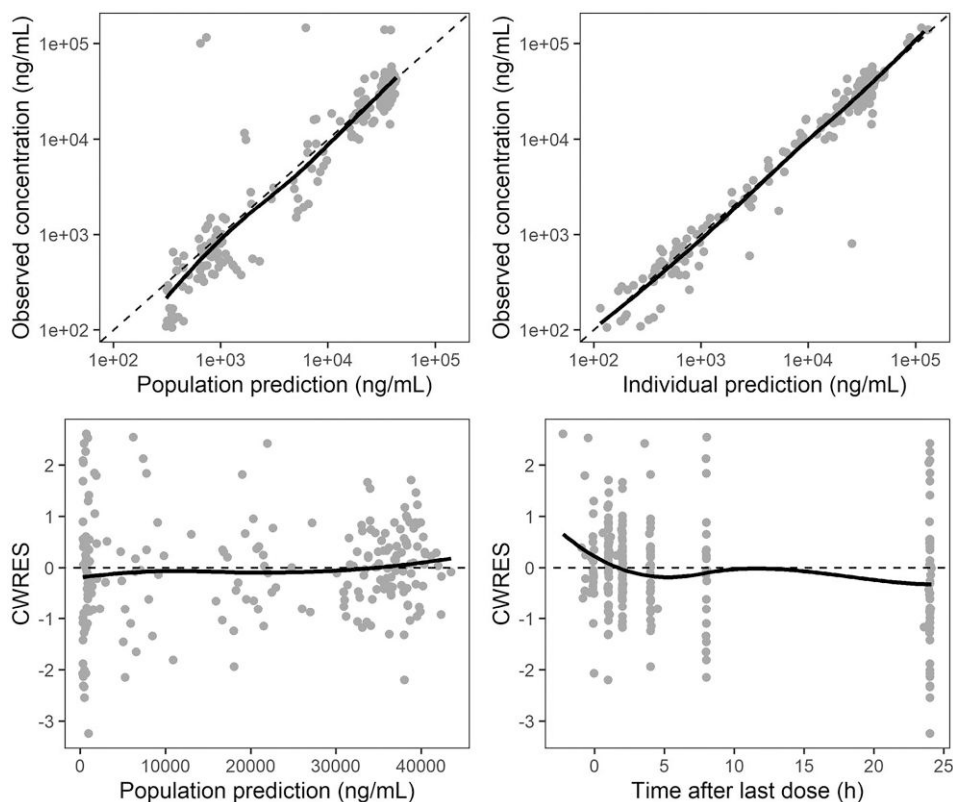 Observed concentration (ng/mL)
1e+05
1e+04
1e+03
1e+02
1e+02 1e+03 1e+04 1e+05
Population prediction (ng/mL)
Observed concentration (ng/mL)
1e+05
1e+04
1e+03
1e+02
1e+02 1e+03 1e+04 1e+05
Individual prediction (ng/mL)
CWRES
2
1
0
-1
-2
-3
0 10000 20000 30000 40000
Population prediction (ng/mL)
CWRES
2
1
0
-1
-2
-3
0 5 10 15 20 25
Time after last dose (h)